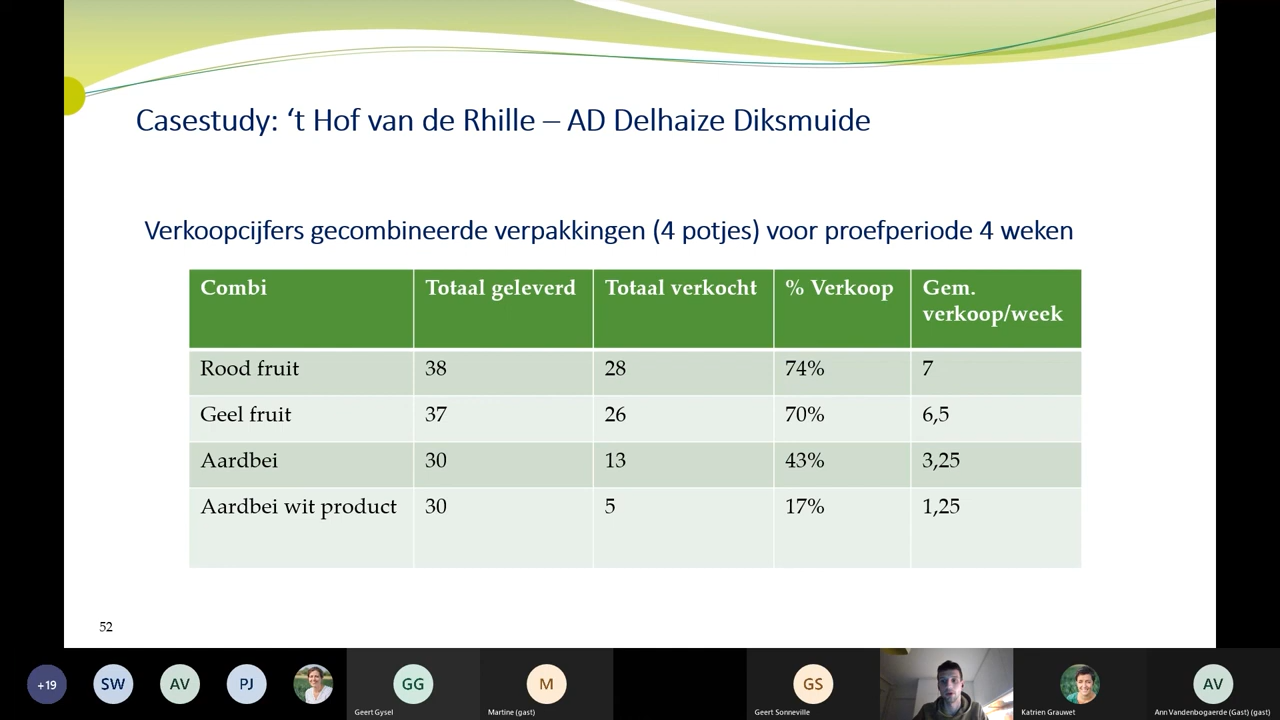 Casestudy: ‘t Hof van de Rhille – AD Delhaize Diksmuide
Verkoopcijfers gecombineerde verpakkingen (4 potjes) voor proefperiode 4 weken
Combi Totaal geleverd Totaal verkocht % Verkoop Gem. verkoop/week
Rood fruit 38 28 74% 7
Geel fruit 37 26 70% 6,5
Aardbei 30 13 43% 3,25
Aardbei wit product 30 5 17% 1,25
52
+19 SW AV PJ GG M GS AV
Geert Gysel Martine (gast) Geert Sonneville Katrien Grauwet Ann Vandenbogaerde (Gast) (gast)